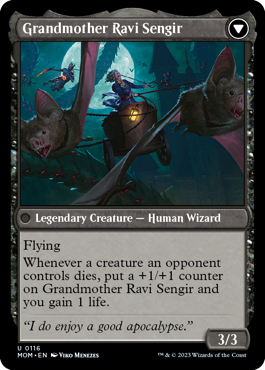 Grandmother Ravi Sengir
Legendary Creature — Human Wizard
Flying
Whenever a creature an opponent
controls dies, put a +1/+1 counter
on Grandmother Ravi Sengir and
you gain 1 life.
“I do enjoy a good apocalypse.”
3/3
U 0116
MOM • EN Viko Menezes
™ & © 2023 Wizards of the Coast